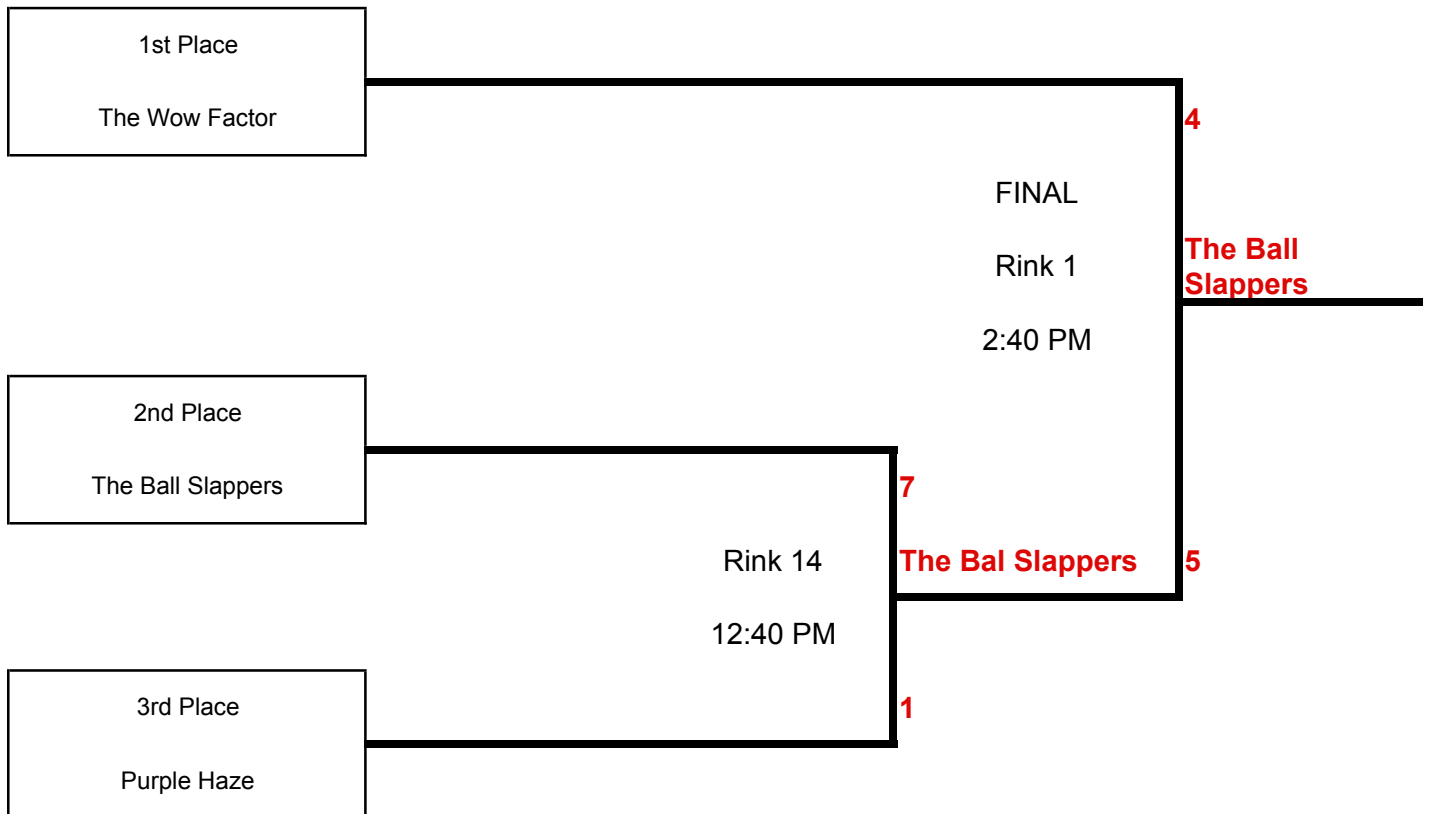 1st Place
The Wow Factor
4
FINAL
Rink 1
2:40 PM
The Ball
Slappers
2nd Place
The Ball Slappers
7
Rink 14
12:40 PM
The Bal Slappers
5
1
3rd Place
Purple Haze